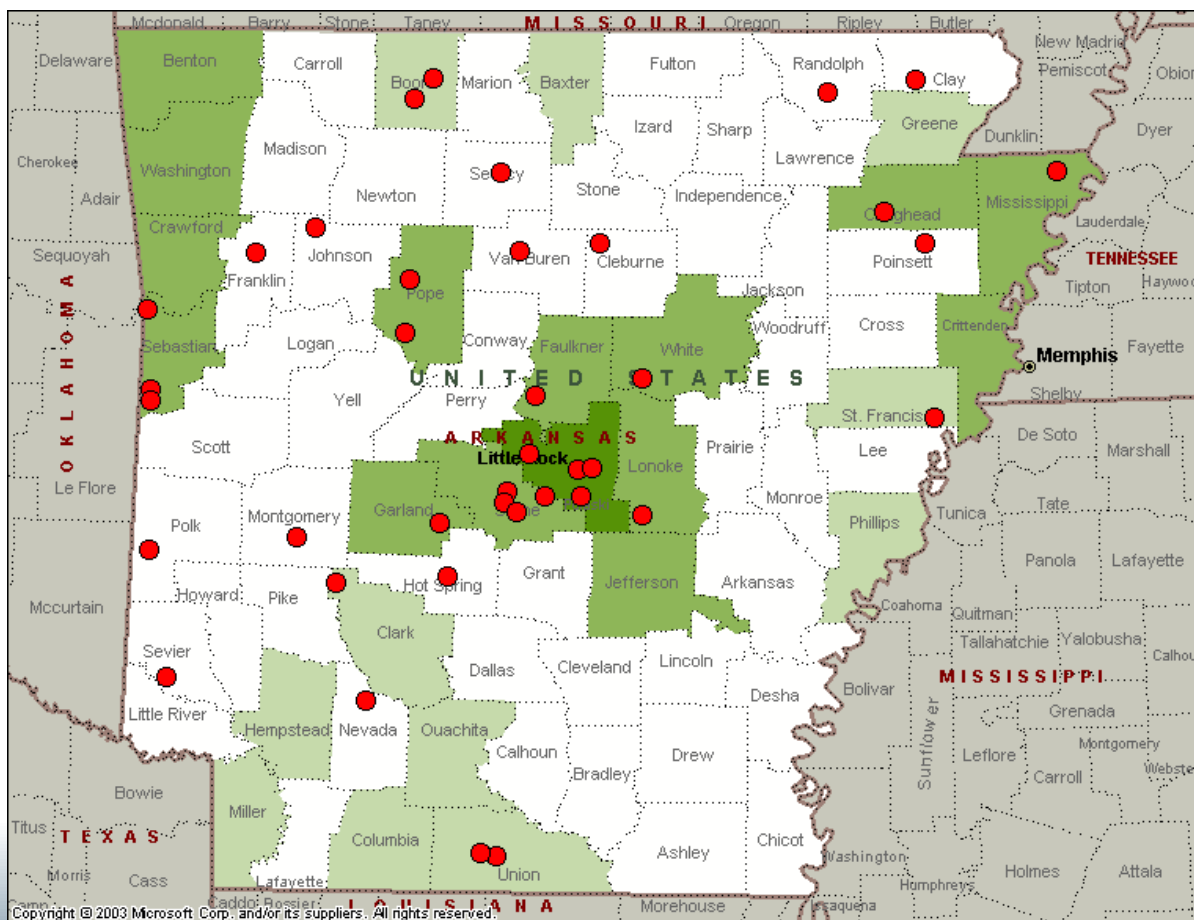 Mcdonald Barry Stone Taney MISSOURI Oregon Ripley Butler
New Madrid
Delaware Benton Carroll Marion Baxter Fulton Randolph Clay Pemiscot
Izard Sharp Greene Dunklin Dyer
Cherokee Madison Lawrence
Washington Newton Stone Independence Mississippi
Adair Crawford Lauderdale
Sequoyah Franklin Johnson Van Buren Cleburne Poinsett TENNESSEE
Pope Jackson Tipton
Woodruff Cross Crittenden
Sebastian Logan Conway Faulkner White Memphis Fayette
OKLAHOMA
UNITED STATES
Yell Perry Shelby
ARKANSAS St. Francis
Scott Little Rock Prairie Lee De Soto Marshall
Le Flore Lonoke
Monroe Tate
Polk Montgomery Garland Phillips Tunica
Panola Lafayette
Hot Spring Grant Jefferson Arkansas
Mccurtain Howard Pike Coahoma Quitman
Clark Tallahatchie Yalobusha
Sevier Dallas Cleveland Lincoln
MISSISSIPPI
Desha Bolivar
Little River Grenada
Hempstead Nevada Ouachita Calhoun Drew Sunflower Leflore Montgomery
Bradley Carroll
Bowie
Miller
Titus TEXAS Columbia Ashley Chicot
Washington
Morris Cass Lafayette Union Holmes Attala
Humphreys
Caddo Bossier LOUISIANA Morehouse
Copyright © 2003 Microsoft Corp. and/or its suppliers. All rights reserved.